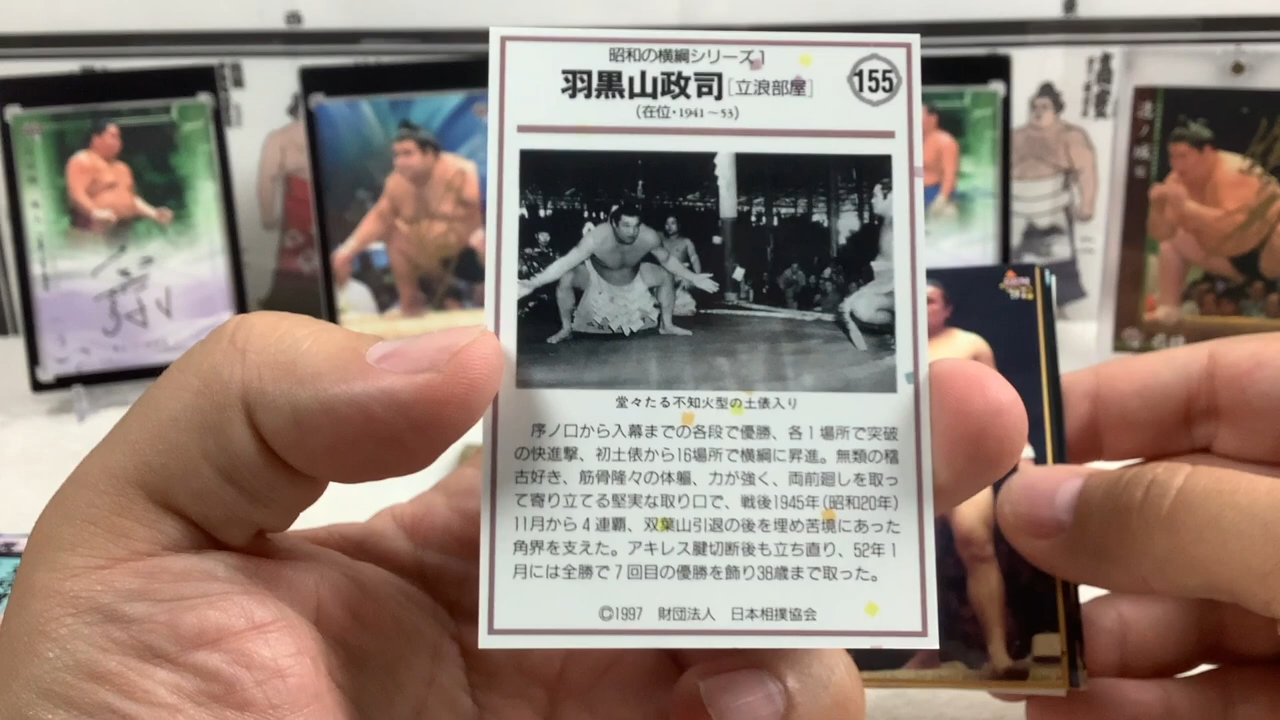 昭和の横綱シリーズ1
羽黒山政司[立浪部屋]
155
(在位・1941～53)
堂々たる不知火型の土俵入り
序ノ口から入幕までの各段で優勝、各1場所で突破
の快進撃、初土俵から16場所で横綱に昇進。無類の稽
古好き、筋骨隆々の体軀、力が強く、両前廻しを取っ
て寄り立てる堅実な取り口で、戦後1945年(昭和20年)
11月から4連覇、双葉山引退の後を埋め苦境にあった
角界を支えた。アキレス腱切断後も立ち直り、52年1
月には全勝で7回目の優勝を飾り38歳まで取った。
©1997 財団法人 日本相撲協会